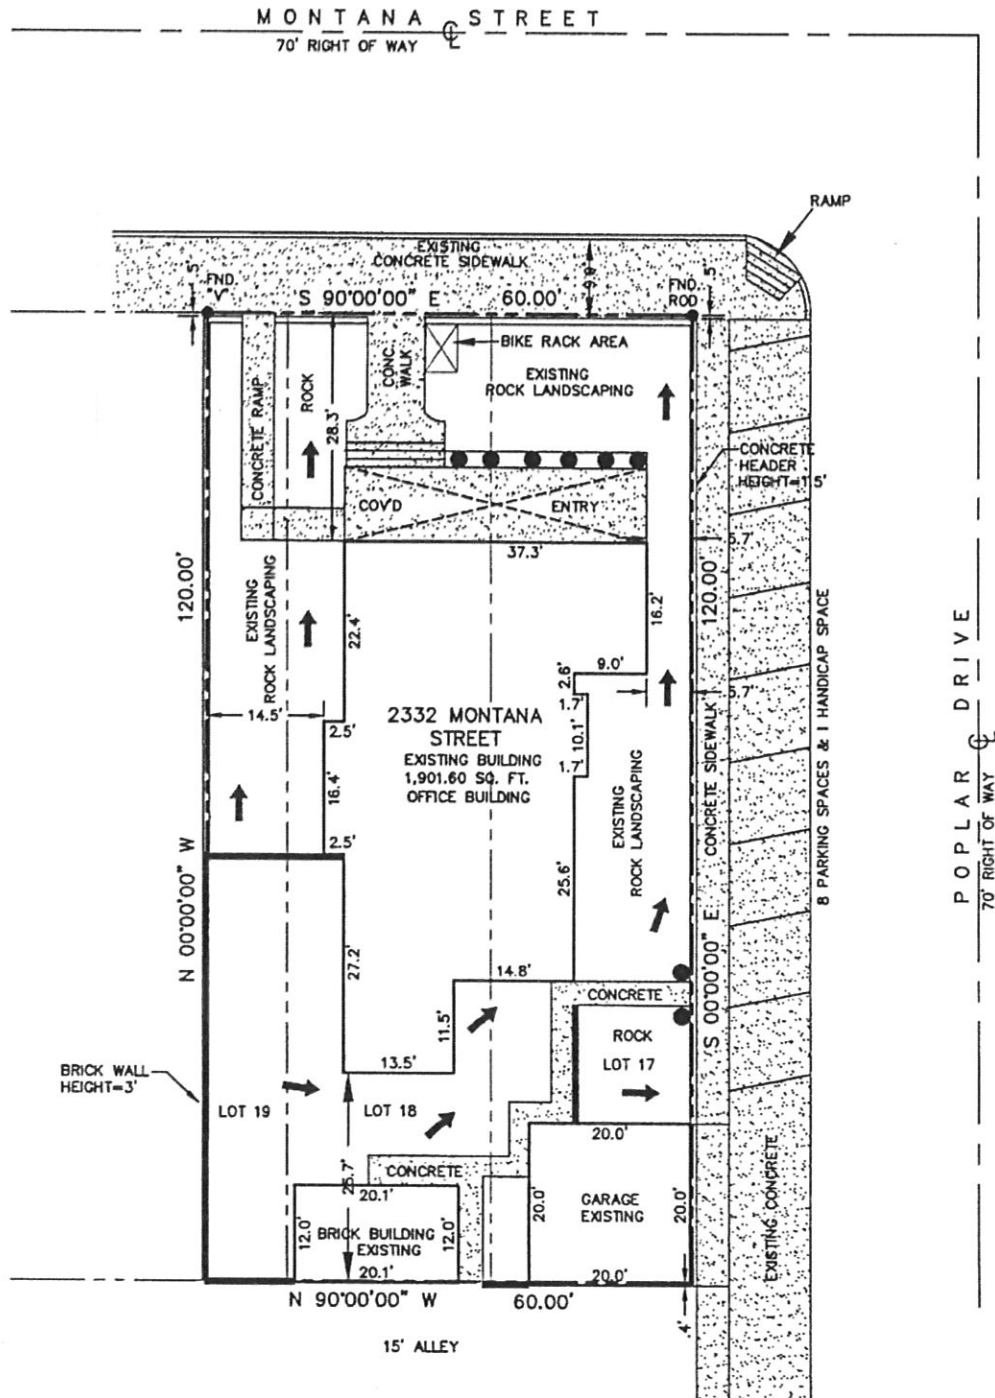 MONTANA STREET
70' RIGHT OF WAY
RAMP
EXISTING
CONCRETE SIDEWALK
9.9'
.5'
FND.
"V"
S 90°00'00" E 60.00'
FND.
ROD
.5'
BIKE RACK AREA
CONC.
WALK
EXISTING
ROCK LANDSCAPING
ROCK
CONCRETE RAMP
28.3'
CONCRETE
HEADER
HEIGHT=1.5'
COV'D ENTRY
37.3'
5.7'
120.00'
EXISTING
ROCK LANDSCAPING
22.4'
16.2'
120.00'
9.0'
2.6'
5.7'
1.7'
14.5'
2.5'
10.1'
1.7'
16.4'
2.5'
2332 MONTANA
STREET
EXISTING BUILDING
1,901.60 SQ. FT.
OFFICE BUILDING
EXISTING
ROCK LANDSCAPING
CONCRETE SIDEWALK
8 PARKING SPACES & 1 HANDICAP SPACE
POPLAR DRIVE
70' RIGHT OF WAY
N 00°00'00" W
25.6'
27.2'
14.8'
S 00°00'00" E
CONCRETE
11.5'
ROCK
LOT 17
13.5'
BRICK WALL
HEIGHT=3'
LOT 19
LOT 18
20.0'
25.7'
CONCRETE
20.1'
12.0'
BRICK BUILDING
EXISTING
12.0'
20.1'
20.0'
GARAGE
EXISTING
20.0'
20.0'
EXISTING CONCRETE
N 90°00'00" W 60.00'
.4'
15' ALLEY